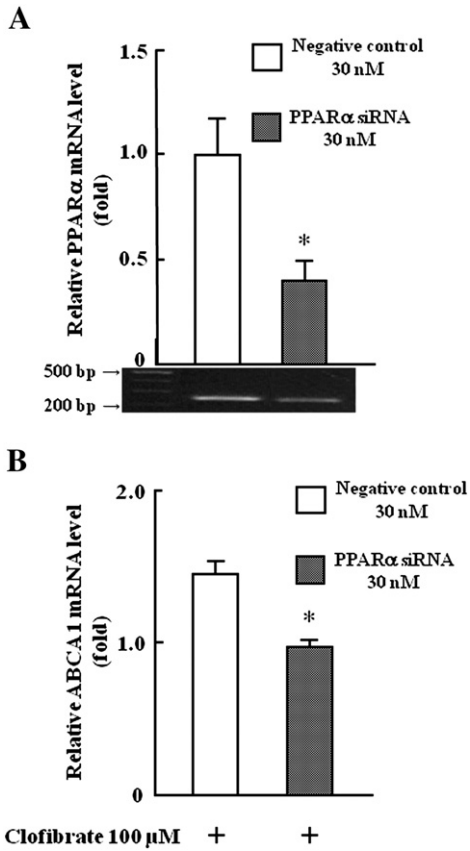 A
Relative PPARα mRNA level
(fold)
1.5
1.0
0.5
0
Negative control
30 nM
PPARα siRNA
30 nM
*
500 bp →
200 bp →
B
Relative ABCA1 mRNA level
(fold)
2.0
1.0
0
Negative control
30 nM
PPARα siRNA
30 nM
*
Clofibrate 100 µM + +